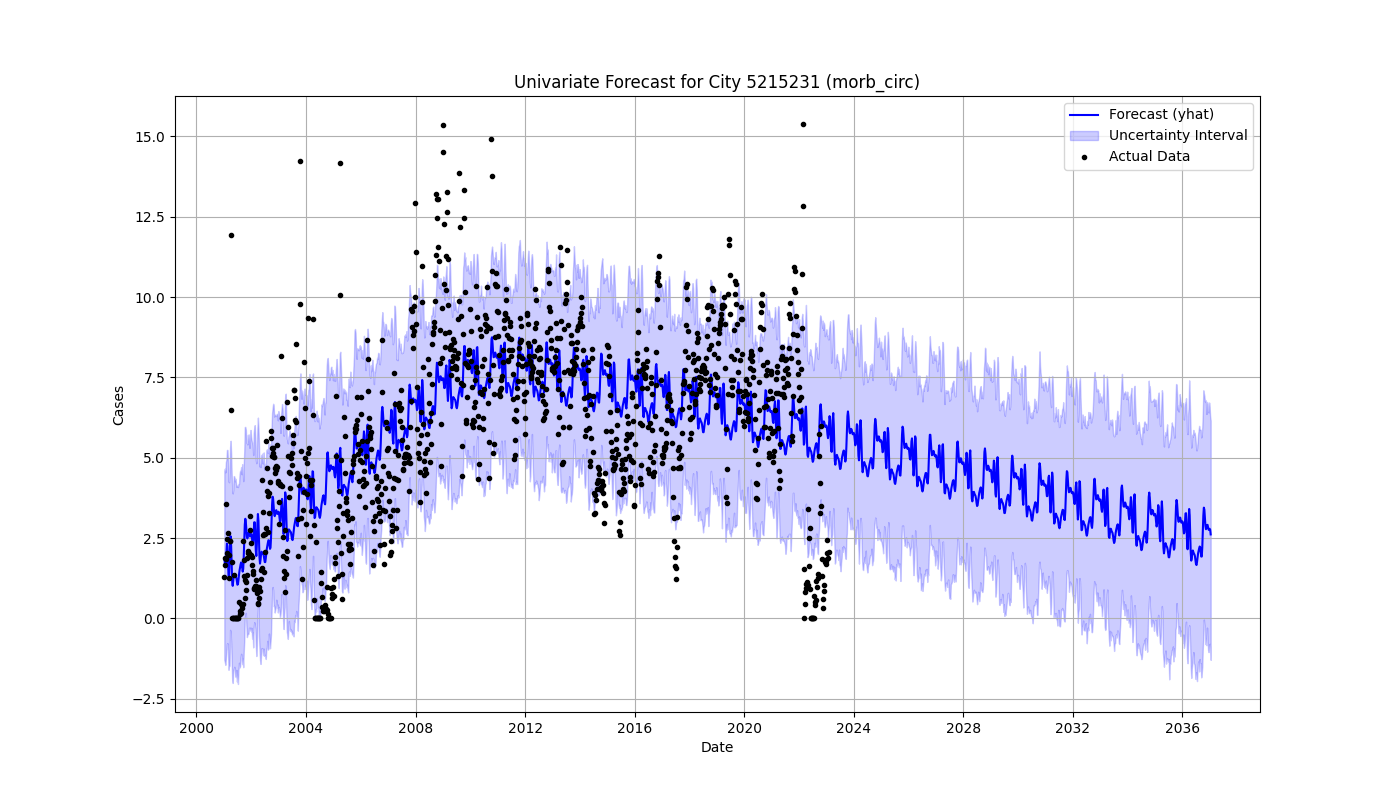 Univariate Forecast for City 5215231 (morb_circ)
Forecast (yhat)
Uncertainty Interval
Actual Data
Cases
15.0
12.5
10.0
7.5
5.0
2.5
0.0
−2.5
2000 2004 2008 2012 2016 2020 2024 2028 2032 2036
Date